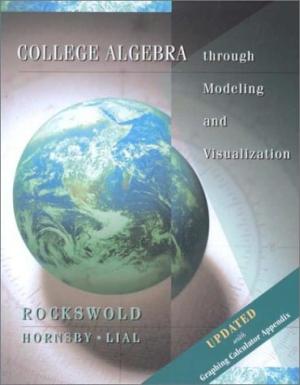 COLLEGE ALGEBRA
through
Modeling
and
Visualization
ROCKSWOLD
HORNSBY • LIAL
UPDATED
with
Graphing Calculator Appendix